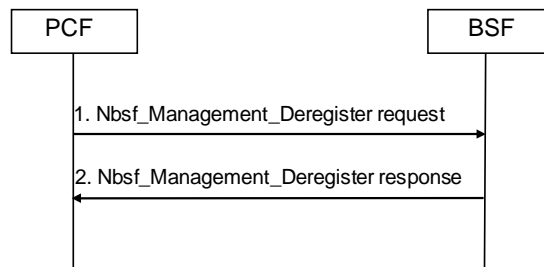 PCF
BSF
1. Nbsf_Management_Deregister request
2. Nbsf_Management_Deregister response